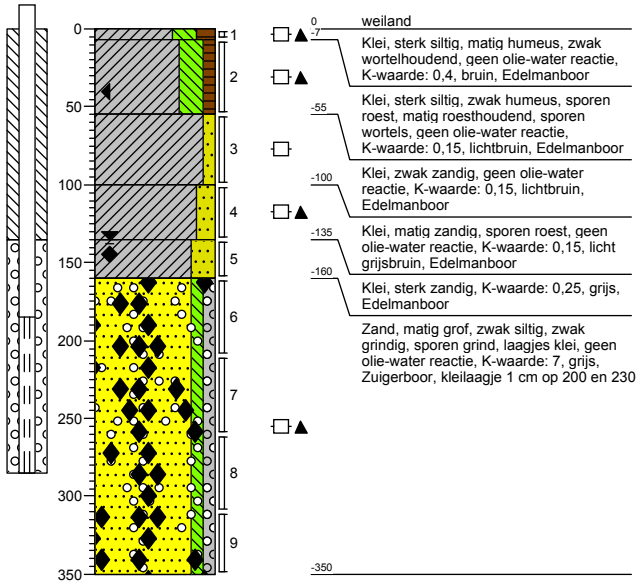 0
50
100
150
200
250
300
350
1
2
3
4
5
6
7
8
9
0 weiland
-7
Klei, sterk siltig, matig humeus, zwak
wortelhoudend, geen olie-water reactie,
K-waarde: 0,4, bruin, Edelmanboor
-55
Klei, sterk siltig, zwak humeus, sporen
roest, matig roesthoudend, sporen
wortels, geen olie-water reactie,
K-waarde: 0,15, lichtbruin, Edelmanboor
-100
Klei, zwak zandig, geen olie-water
reactie, K-waarde: 0,15, lichtbruin,
Edelmanboor
-135
Klei, matig zandig, sporen roest, geen
olie-water reactie, K-waarde: 0,15, licht
grijsbruin, Edelmanboor
-160
Klei, sterk zandig, K-waarde: 0,25, grijs,
Edelmanboor
Zand, matig grof, zwak siltig, zwak
grindig, sporen grind, laagjes klei, geen
olie-water reactie, K-waarde: 7, grijs,
Zuigerboor, kleilaagje 1 cm op 200 en 230
-350